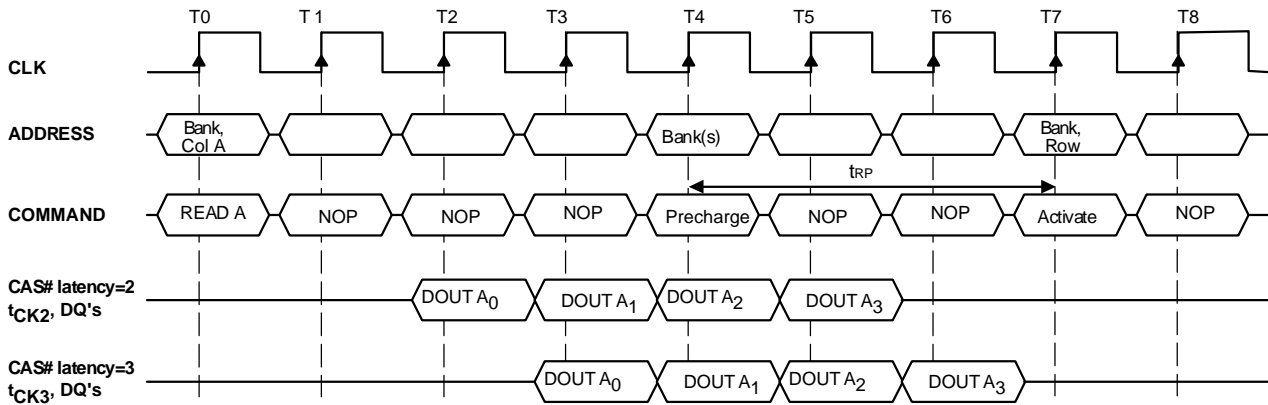 T0 T 1 T2 T3 T4 T5 T6 T7 T8
CLK
ADDRESS
Bank,
Col A
Bank(s)
Bank,
Row
tRP
COMMAND
READ A NOP NOP NOP Precharge NOP NOP Activate NOP
CAS# latency=2
tCK2, DQ's
DOUT A0 DOUT A1 DOUT A2 DOUT A3
CAS# latency=3
tCK3, DQ's
DOUT A0 DOUT A1 DOUT A2 DOUT A3